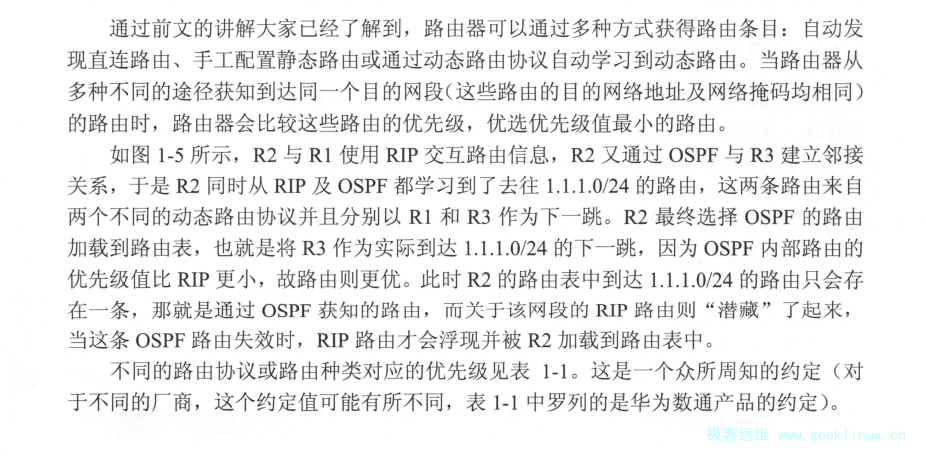 通过前文的讲解大家已经了解到，路由器可以通过多种方式获得路由条目：自动发
现直连路由、手工配置静态路由或通过动态路由协议自动学习到动态路由。当路由器从
多种不同的途径获知到达同一个目的网段（这些路由的目的网络地址及网络掩码均相同）
的路由时，路由器会比较这些路由的优先级，优选优先级值最小的路由。
如图 1-5 所示，R2 与 R1 使用 RIP 交互路由信息，R2 又通过 OSPF 与 R3 建立邻接
关系，于是 R2 同时从 RIP 及 OSPF 都学习到了去往 1.1.1.0/24 的路由，这两条路由来自
两个不同的动态路由协议并且分别以 R1 和 R3 作为下一跳。R2 最终选择 OSPF 的路由
加载到路由表，也就是将 R3 作为实际到达 1.1.1.0/24 的下一跳，因为 OSPF 内部路由的
优先级值比 RIP 更小，故路由则更优。此时 R2 的路由表中到达 1.1.1.0/24 的路由只会存
在一条，那就是通过 OSPF 获知的路由，而关于该网段的 RIP 路由则“潜藏”了起来，
当这条 OSPF 路由失效时，RIP 路由才会浮现并被 R2 加载到路由表中。
不同的路由协议或路由种类对应的优先级见表 1-1。这是一个众所周知的约定（对
于不同的厂商，这个约定值可能有所不同，表 1-1 中罗列的是华为数通产品的约定）。
极客运维 www.geeklinux.cn